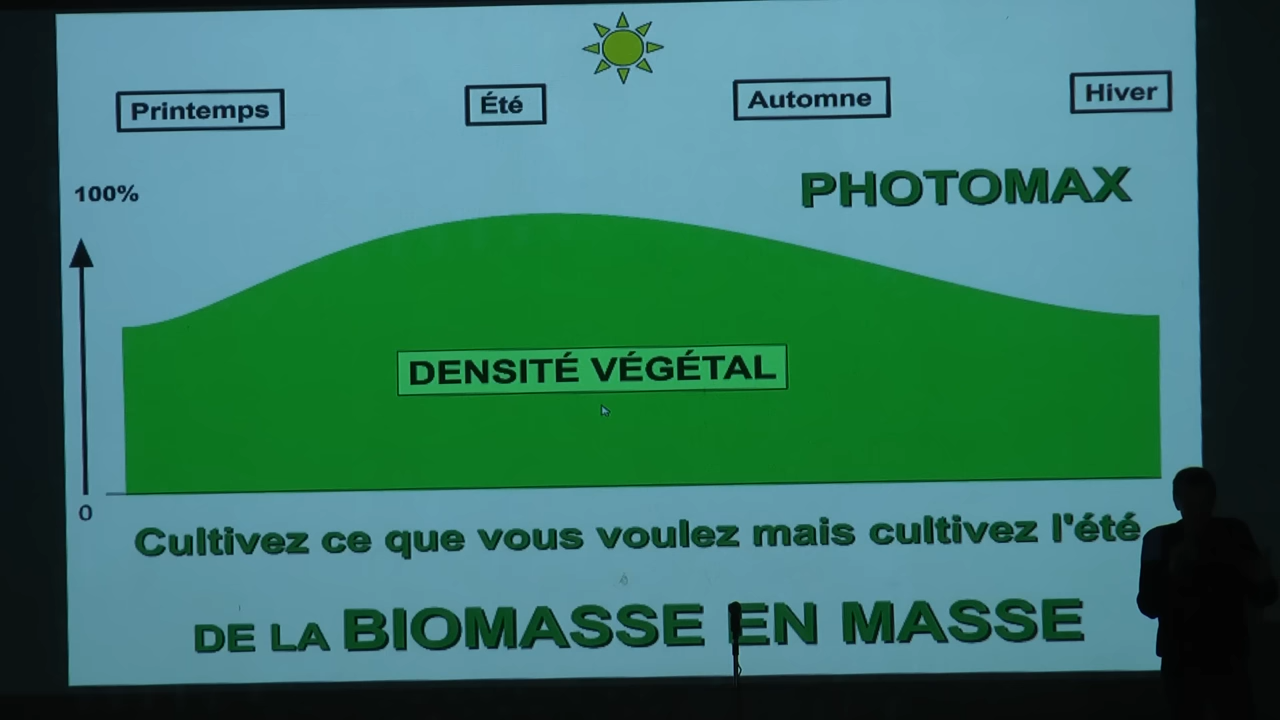 Printemps Été Automne Hiver
100%
PHOTOMAX
DENSITÉ VÉGÉTAL
0
Cultivez ce que vous voulez mais cultivez l'été
DE LA BIOMASSE EN MASSE